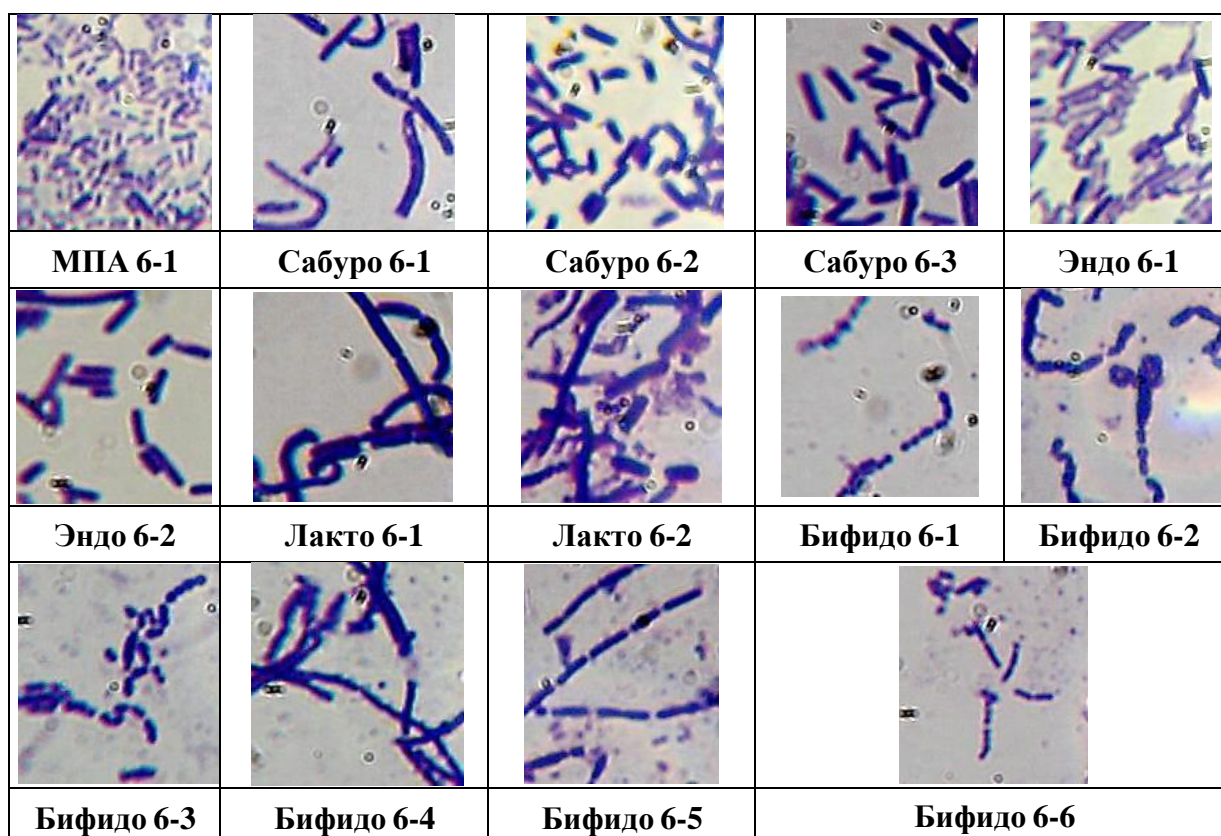 МПА 6-1
Сабуро 6-1
Сабуро 6-2
Сабуро 6-3
Эндо 6-1
Эндо 6-2
Лакто 6-1
Лакто 6-2
Бифидо 6-1
Бифидо 6-2
Бифидо 6-3
Бифидо 6-4
Бифидо 6-5
Бифидо 6-6